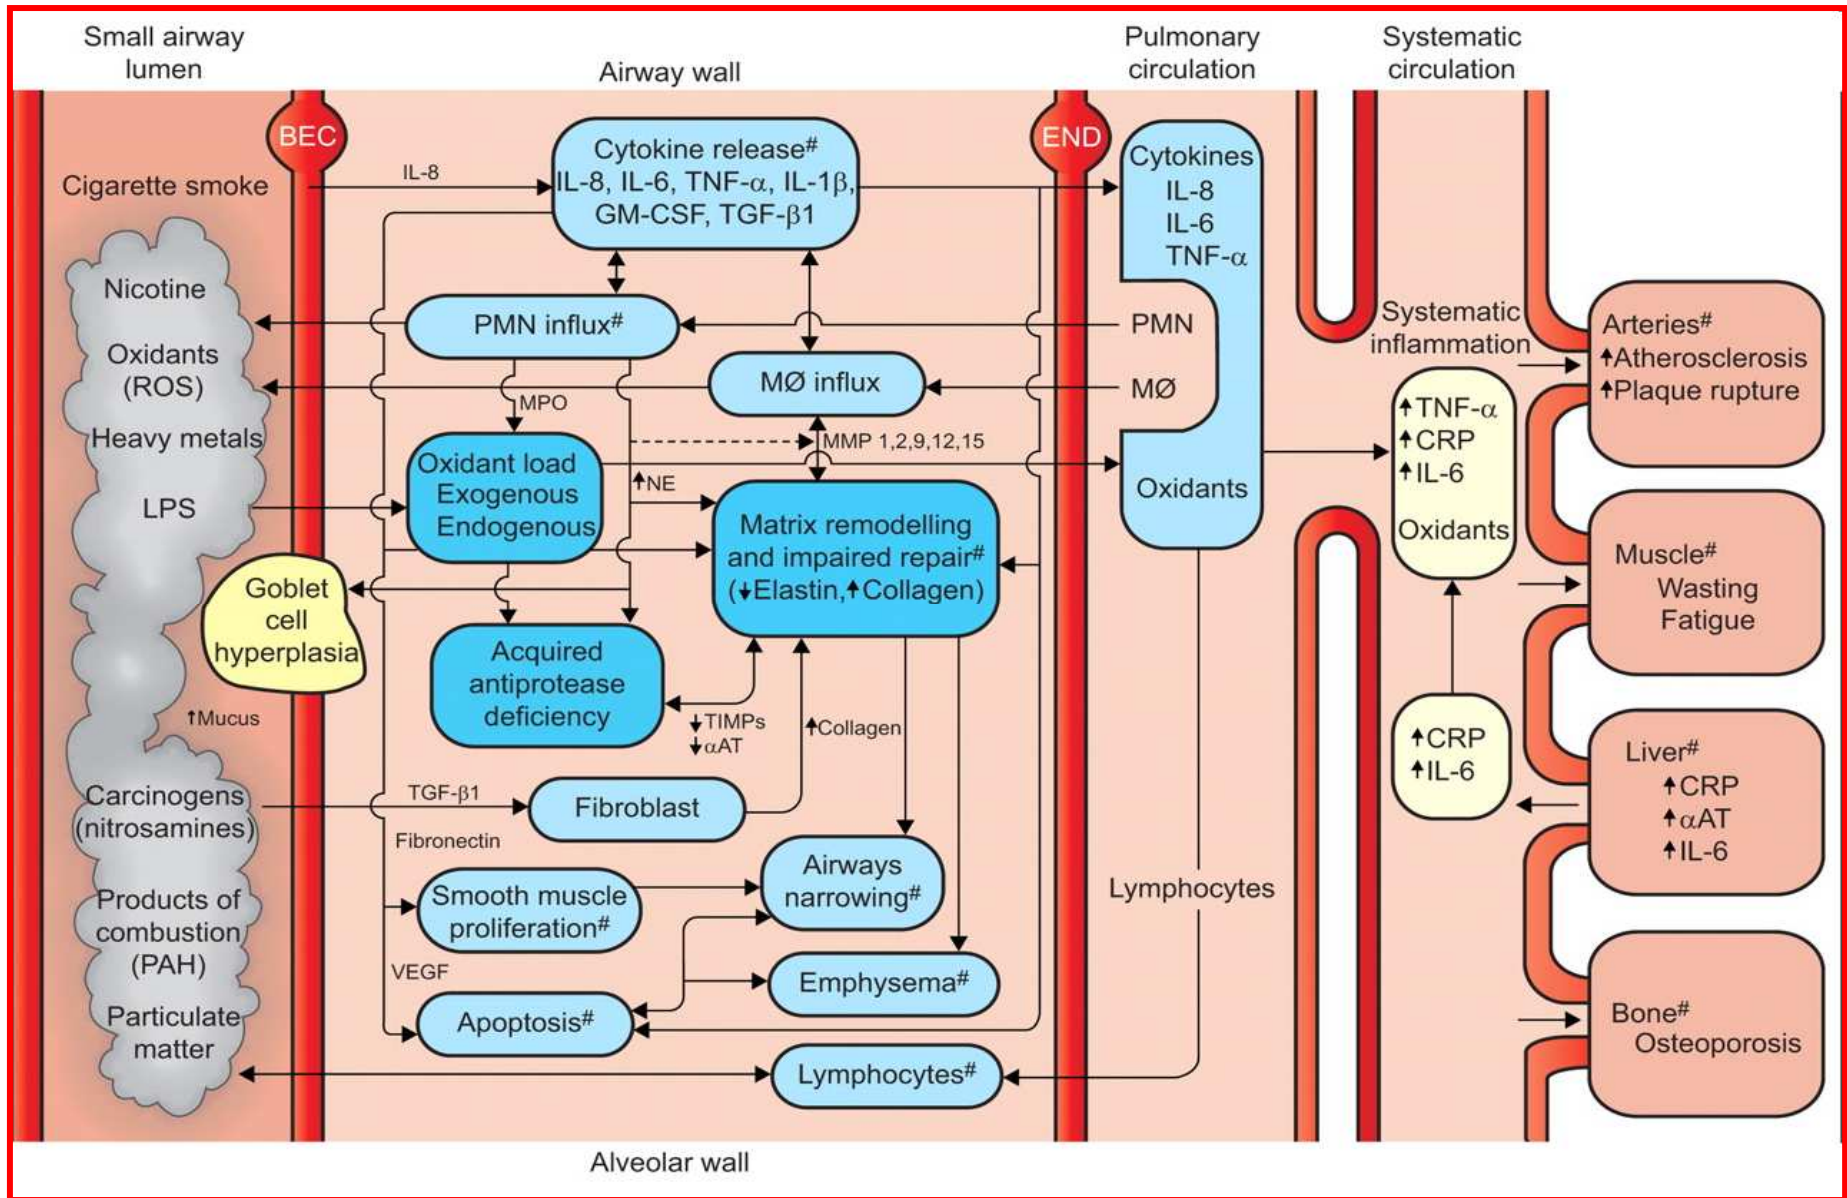 Small airway
lumen
Airway wall
Pulmonary
circulation
Systematic
circulation
BEC
END
Cigarette smoke
Nicotine
Oxidants
(ROS)
Heavy metals
LPS
Goblet
cell
hyperplasia
↑Mucus
Carcinogens
(nitrosamines)
Products of
combustion
(PAH)
Particulate
matter
IL-8
Cytokine release#
IL-8, IL-6, TNF-α, IL-1β,
GM-CSF, TGF-β1
PMN influx#
MØ influx
MPO
MMP 1,2,9,12,15
Oxidant load
Exogenous
Endogenous
↑NE
Matrix remodelling
and impaired repair#
(↓Elastin,↑Collagen)
Acquired
antiprotease
deficiency
↓TIMPs
↓αAT
↑Collagen
TGF-β1
Fibroblast
Fibronectin
Smooth muscle
proliferation#
Airways
narrowing#
VEGF
Emphysema#
Apoptosis#
Lymphocytes#
Cytokines
IL-8
IL-6
TNF-α
PMN
MØ
Oxidants
Lymphocytes
Systematic
inflammation
↑TNF-α
↑CRP
↑IL-6
Oxidants
↑CRP
↑IL-6
Arteries#
↑Atherosclerosis
↑Plaque rupture
Muscle#
Wasting
Fatigue
Liver#
↑CRP
↑αAT
↑IL-6
Bone#
Osteoporosis
Alveolar wall